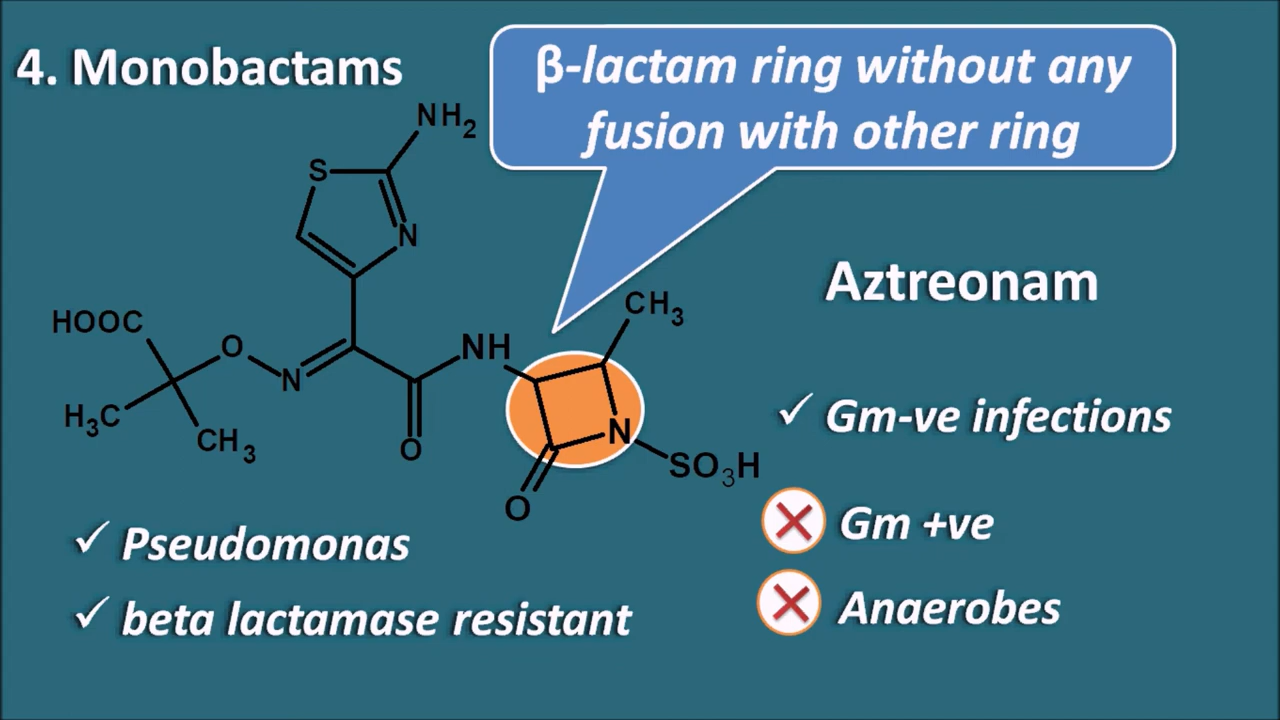 4. Monobactams
β-lactam ring without any
fusion with other ring
NH₂
S
N
Aztreonam
CH₃
HOOC
O
N
NH
H₃C
CH₃
O
N
SO₃H
O
Gm-ve infections
Gm +ve
Anaerobes
Pseudomonas
beta lactamase resistant